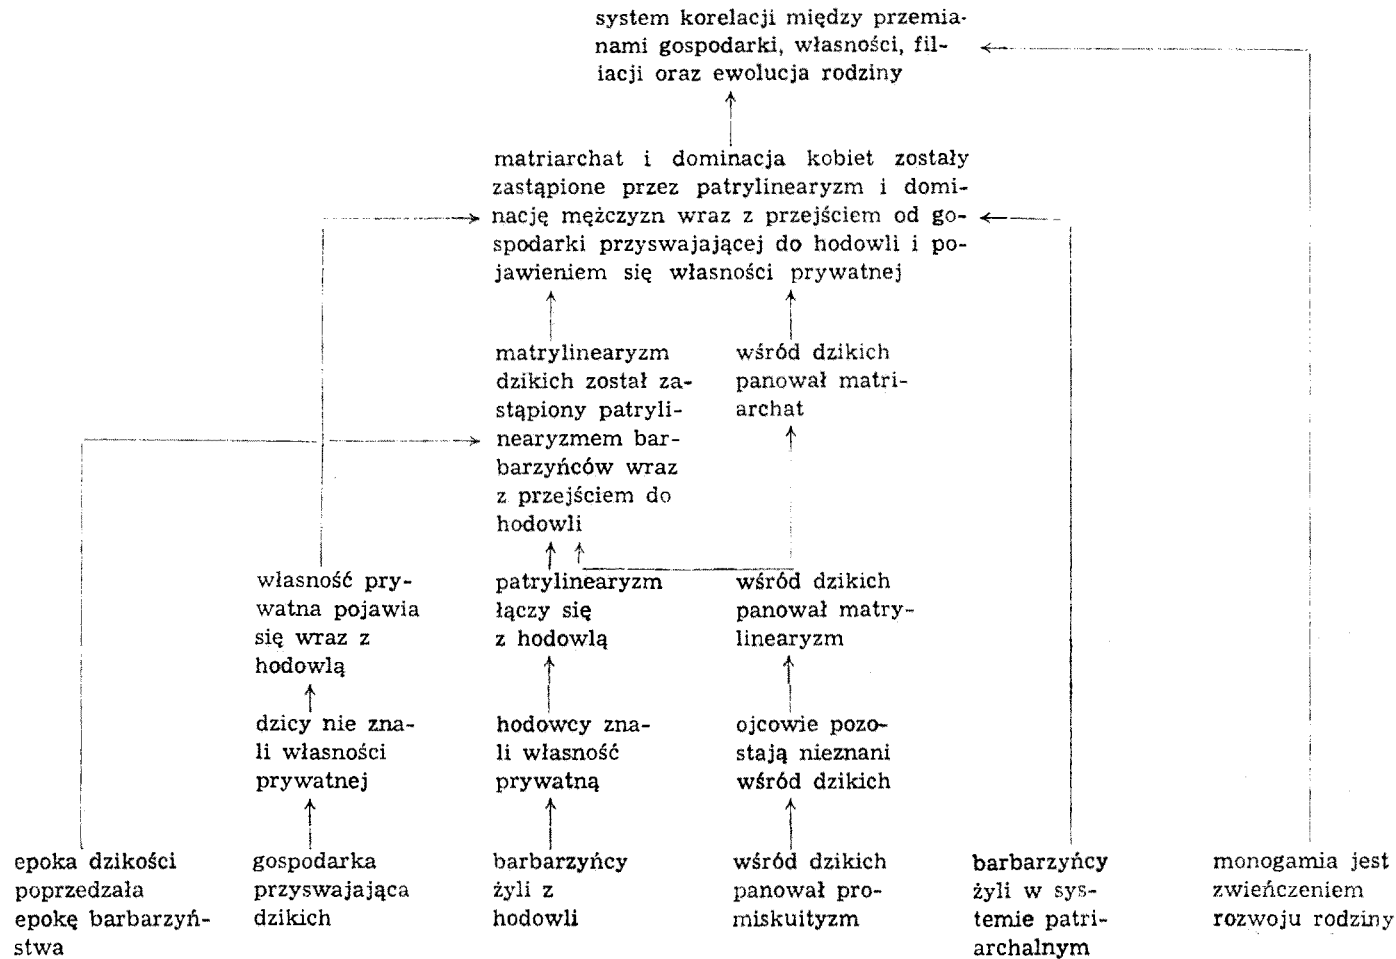 system korelacji między przemia-
nami gospodarki, własności, fil-
iacji oraz ewolucja rodziny
matriarchat i dominacja kobiet zostały
zastąpione przez patrylinearyzm i domi-
nację mężczyzn wraz z przejściem od go-
spodarki przyswajającej do hodowli i po-
jawieniem się własności prywatnej
matrylinearyzm
dzikich został za-
stąpiony patryli-
nearyzmem bar-
barzyńców wraz
z przejściem do
hodowli
wśród dzikich
panował matri-
archat
własność pry-
watna pojawia
się wraz z
hodowlą
patrylinearyzm
łączy się
z hodowlą
wśród dzikich
panował matry-
linearyzm
dzicy nie zna-
li własności
prywatnej
hodowcy zna-
li własność
prywatną
ojcowie pozo-
stają nieznani
wśród dzikich
epoka dzikości
poprzedzała
epokę barbarzyń-
stwa
gospodarka
przyswajająca
dzikich
barbarzyńcy
żyli z
hodowli
wśród dzikich
panował pro-
miskuityzm
barbarzyńcy
żyli w sys-
temie patri-
archalnym
monogamia jest
zwieńczeniem
rozwoju rodziny